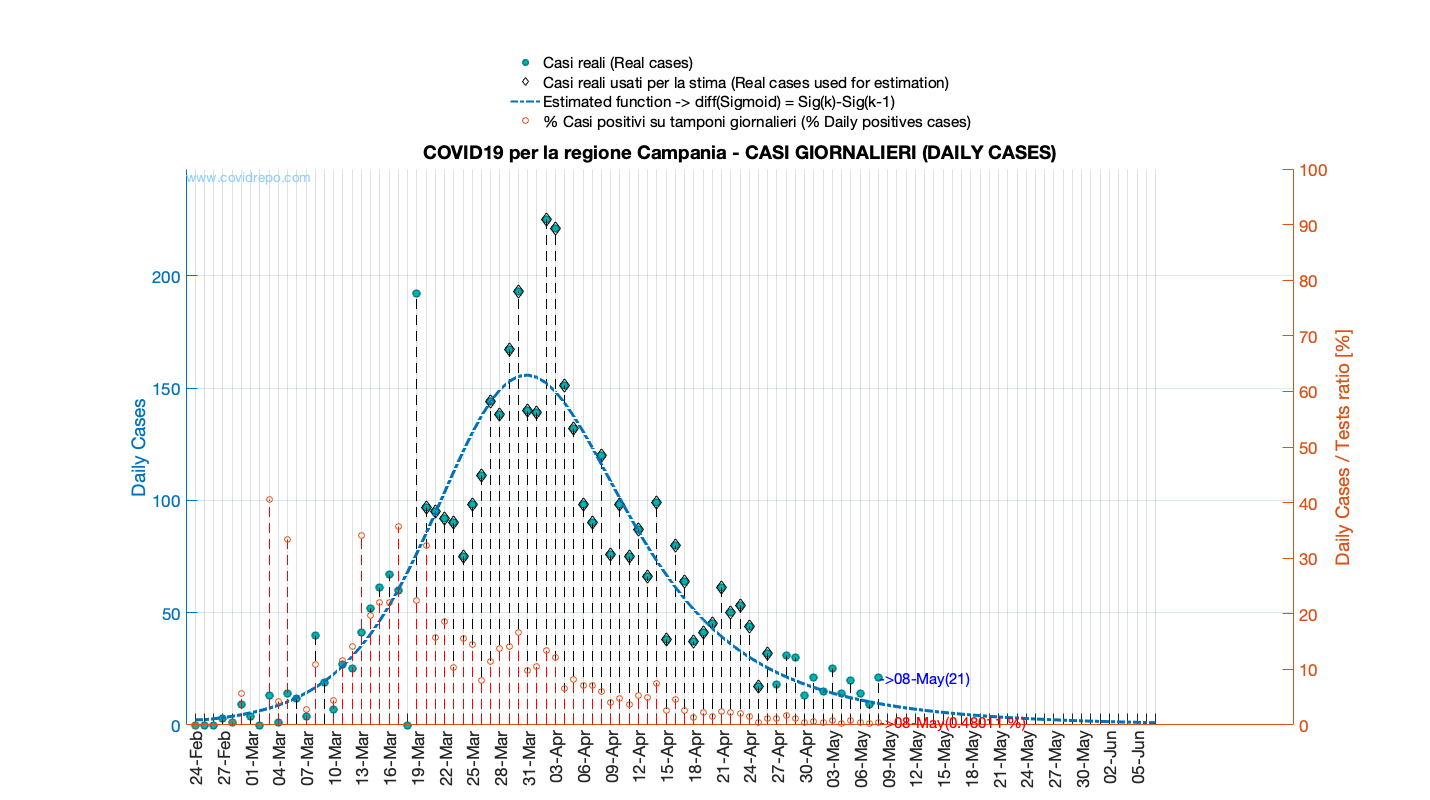 Casi reali (Real cases)
Casi reali usati per la stima (Real cases used for estimation)
Estimated function -> diff(Sigmoid) = Sig(k)-Sig(k-1)
% Casi positivi su tamponi giornalieri (% Daily positives cases)
COVID19 per la regione Campania - CASI GIORNALIERI (DAILY CASES)
www.covidrepo.com
Daily Cases
200
150
100
50
0
100
90
80
70
60
50
40
30
20
10
0
Daily Cases / Tests ratio [%]
->08-May(21)
->08-May(0.48011 %)
24-Feb
27-Feb
01-Mar
04-Mar
07-Mar
10-Mar
13-Mar
16-Mar
19-Mar
22-Mar
25-Mar
28-Mar
31-Mar
03-Apr
06-Apr
09-Apr
12-Apr
15-Apr
18-Apr
21-Apr
24-Apr
27-Apr
30-Apr
03-May
06-May
09-May
12-May
15-May
18-May
21-May
24-May
27-May
30-May
02-Jun
05-Jun